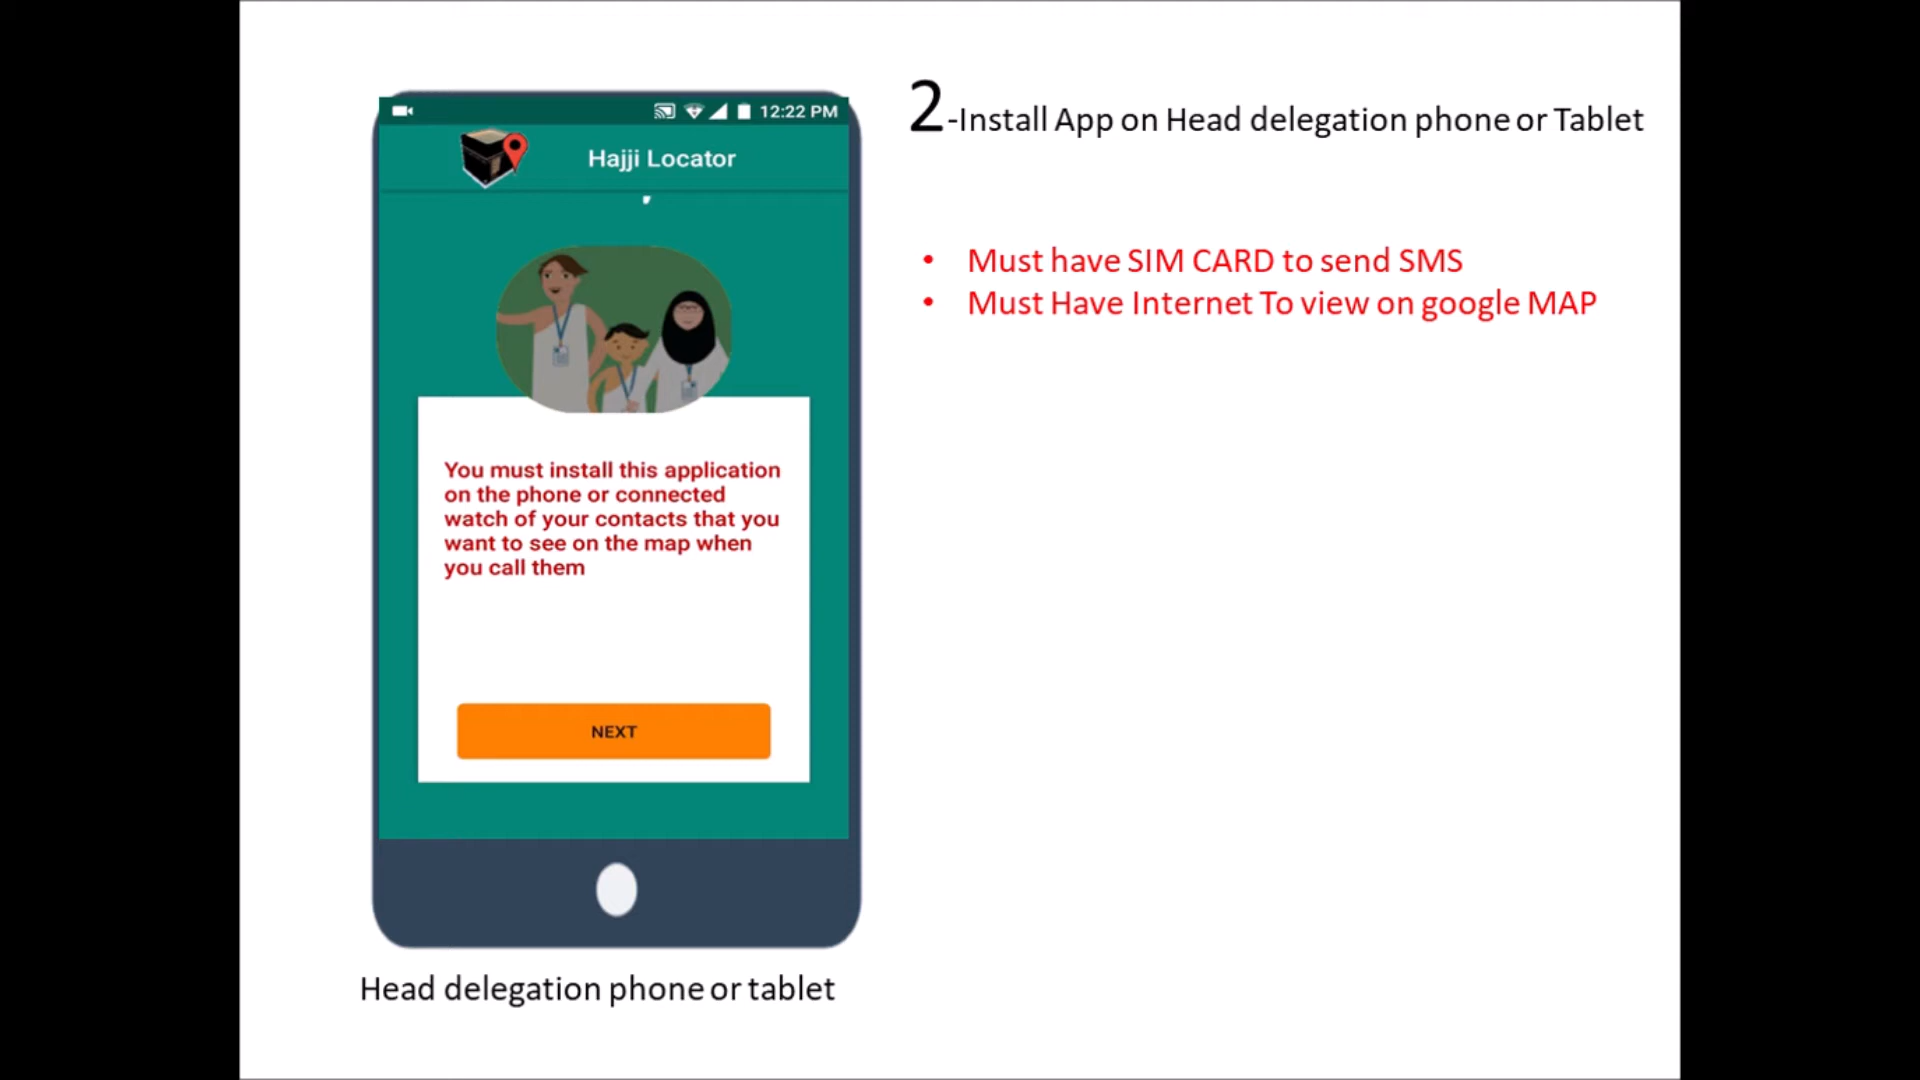 2-Install App on Head delegation phone or Tablet
• Must have SIM CARD to send SMS
• Must Have Internet To view on google MAP
12:22 PM
Hajji Locator
You must install this application
on the phone or connected
watch of your contacts that you
want to see on the map when
you call them
NEXT
Head delegation phone or tablet